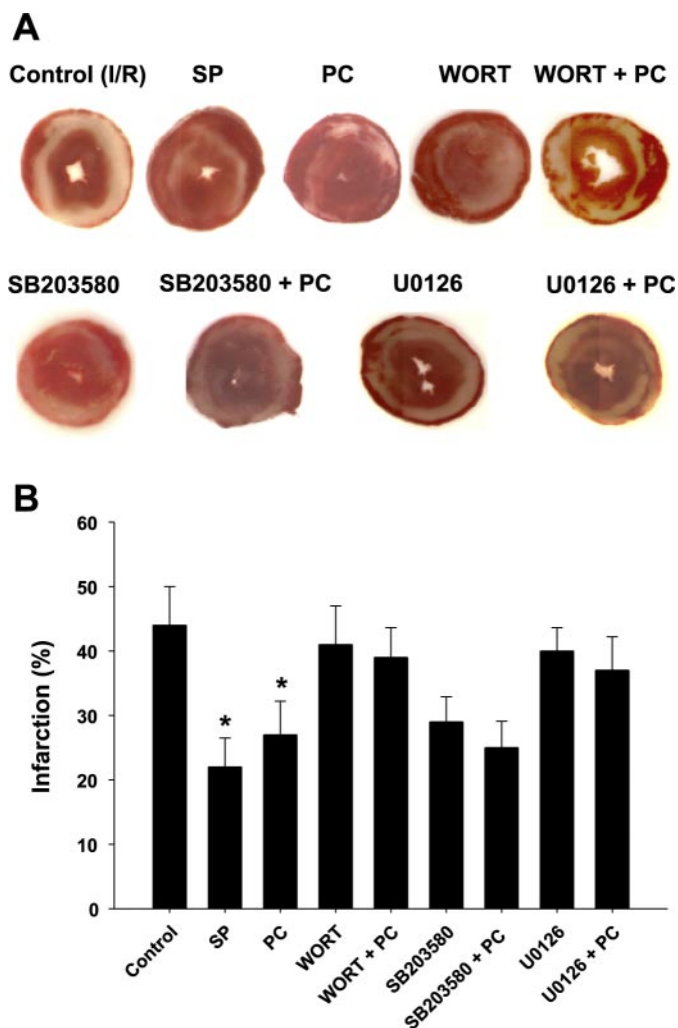 A
Control (I/R) SP PC WORT WORT + PC
SB203580 SB203580 + PC U0126 U0126 + PC
B
60
50
40
30
20
10
0
Infarction (%)
*
*
Control SP PC WORT WORT + PC SB203580 SB203580 + PC U0126 U0126 + PC